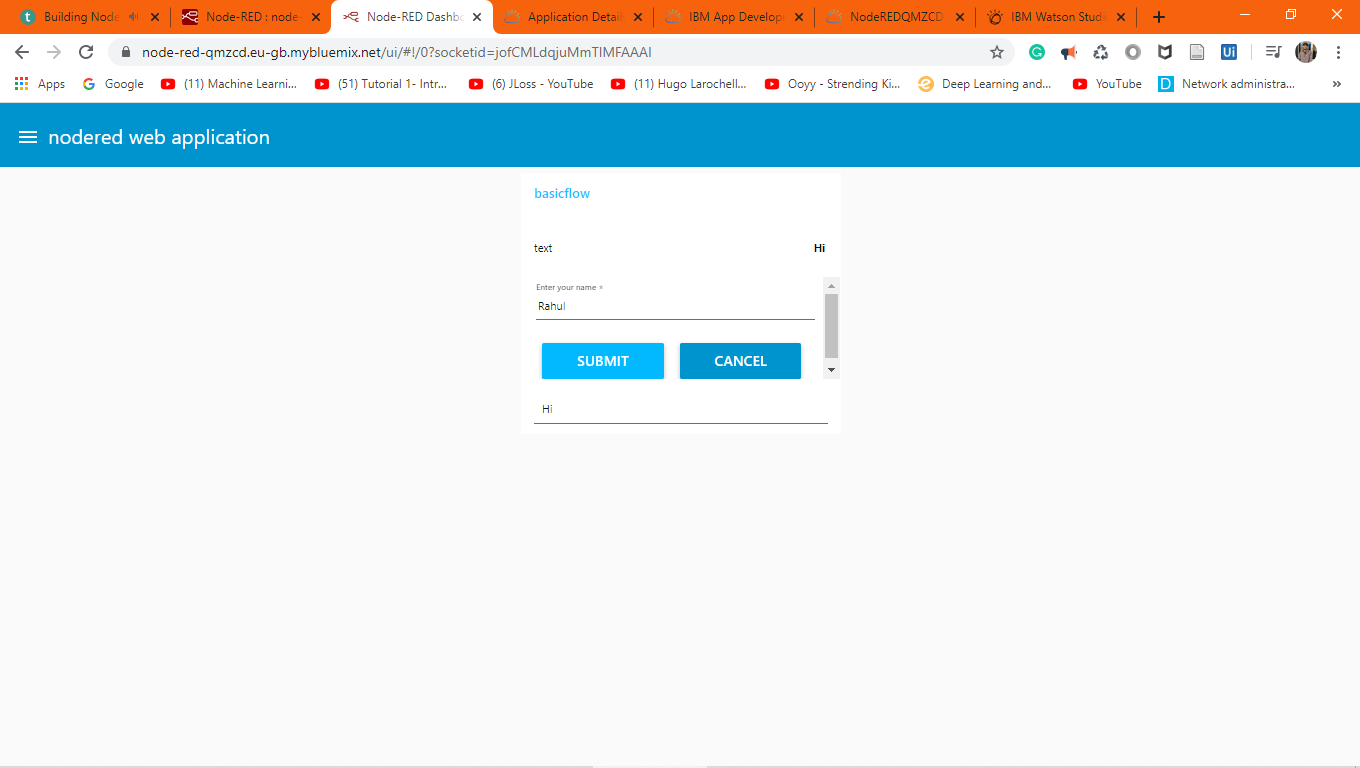 Building Node
Node-RED : node-
Node-RED Dashbo
Application Detail
IBM App Develop
NodeREDQMZCD
IBM Watson Studi
node-red-qmzcd.eu-gb.mybluemix.net/ui/#!/0?socketid=jofCMLdqjuMmTIMFAAAI
Apps
Google
(11) Machine Learni...
(51) Tutorial 1- Intr...
(6) JLoss - YouTube
(11) Hugo Larochell...
Ooyy - Strending Ki...
Deep Learning and...
YouTube
Network administra...
nodered web application
basicflow
text Hi
Enter your name *
Rahul
SUBMIT CANCEL
Hi